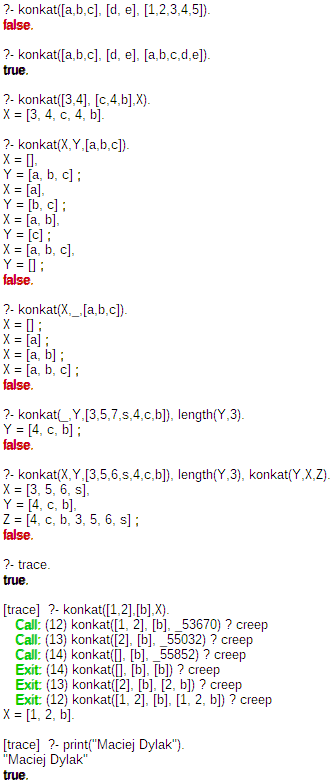 ?- konkat([a,b,c], [d, e], [1,2,3,4,5]).
false.
?- konkat([a,b,c], [d, e], [a,b,c,d,e]).
true.
?- konkat([3,4], [c,4,b],X).
X = [3, 4, c, 4, b].
?- konkat(X,Y,[a,b,c]).
X = [],
Y = [a, b, c] ;
X = [a],
Y = [b, c] ;
X = [a, b],
Y = [c] ;
X = [a, b, c],
Y = [] ;
false.
?- konkat(X,_,[a,b,c]).
X = [] ;
X = [a] ;
X = [a, b] ;
X = [a, b, c] ;
false.
?- konkat(_,Y,[3,5,7,s,4,c,b]), length(Y,3).
Y = [4, c, b] ;
false.
?- konkat(X,Y,[3,5,6,s,4,c,b]), length(Y,3), konkat(Y,X,Z).
X = [3, 5, 6, s],
Y = [4, c, b],
Z = [4, c, b, 3, 5, 6, s] ;
false.
?- trace.
true.
[trace]  ?- konkat([1,2],[b],X).
Call: (12) konkat([1, 2], [b], _53670) ? creep
Call: (13) konkat([2], [b], _55032) ? creep
Call: (14) konkat([], [b], _55852) ? creep
Exit: (14) konkat([], [b], [b]) ? creep
Exit: (13) konkat([2], [b], [2, b]) ? creep
Exit: (12) konkat([1, 2], [b], [1, 2, b]) ? creep
X = [1, 2, b].
[trace]  ?- print("Maciej Dylak").
"Maciej Dylak"
true.